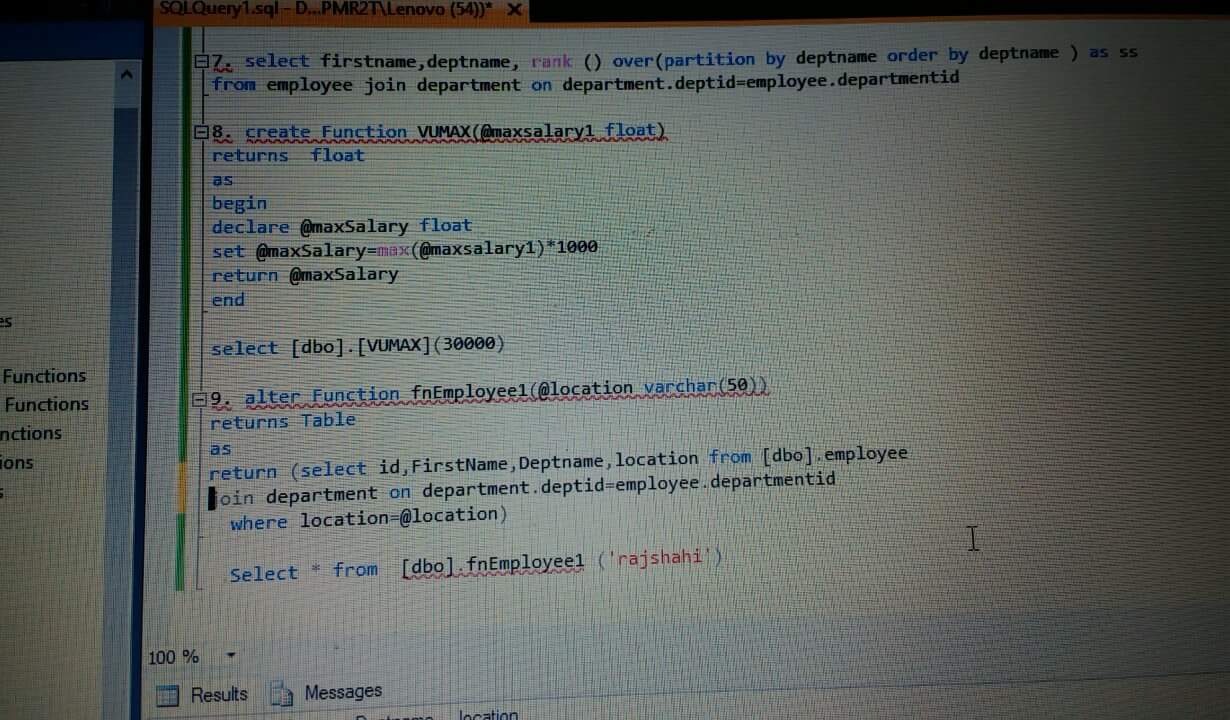 SQLQuery1.sql - D...PMR2T\Lenovo (54))* X
7. select firstname,deptname, rank () over(partition by deptname order by deptname ) as ss
from employee join department on department.deptid=employee.departmentid
8. create Function VUMAX(@maxsalary1 float)
returns float
as
begin
declare @maxSalary float
set @maxSalary=max(@maxsalary1)*1000
return @maxSalary
end
select [dbo].[VUMAX](30000)
9. alter Function fnEmployee1(@location varchar(50))
returns Table
as
return (select id,FirstName,Deptname,location from [dbo].employee
join department on department.deptid=employee.departmentid
where location=@location)
Select * from [dbo].fnEmployee1 ('rajshahi')
Functions
Functions
nctions
ions
100 %
Results Messages
location